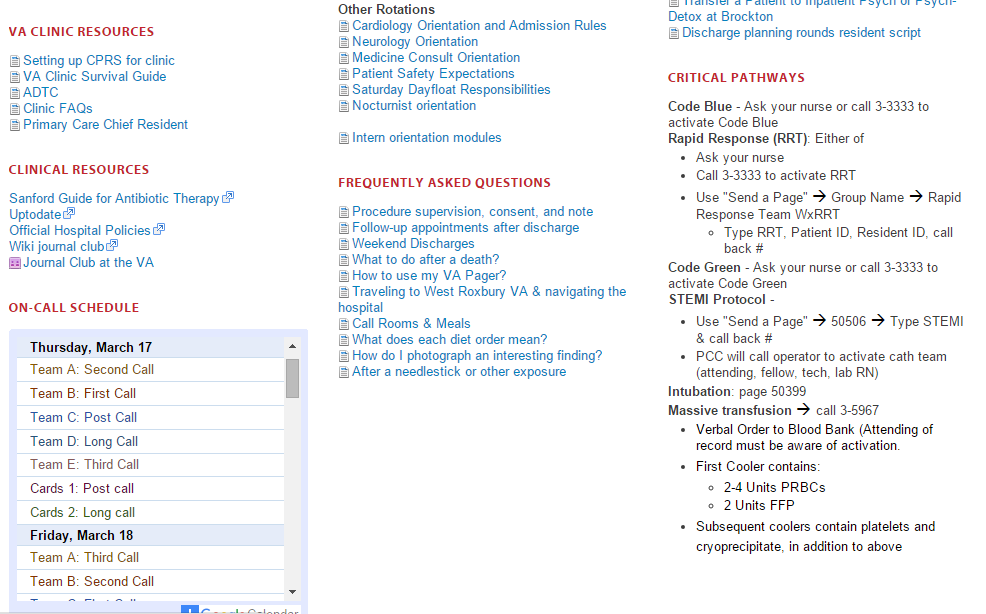 VA CLINIC RESOURCES
Setting up CPRS for clinic
VA Clinic Survival Guide
ADTC
Clinic FAQs
Primary Care Chief Resident
CLINICAL RESOURCES
Sanford Guide for Antibiotic Therapy
Uptodate
Official Hospital Policies
Wiki journal club
Journal Club at the VA
ON-CALL SCHEDULE
Thursday, March 17
Team A: Second Call
Team B: First Call
Team C: Post Call
Team D: Long Call
Team E: Third Call
Cards 1: Post call
Cards 2: Long call
Friday, March 18
Team A: Third Call
Team B: Second Call
Team C: First Call
Google Calendar
Other Rotations
Cardiology Orientation and Admission Rules
Neurology Orientation
Medicine Consult Orientation
Patient Safety Expectations
Saturday Dayfloat Responsibilities
Nocturnist orientation
Intern orientation modules
FREQUENTLY ASKED QUESTIONS
Procedure supervision, consent, and note
Follow-up appointments after discharge
Weekend Discharges
What to do after a death?
How to use my VA Pager?
Traveling to West Roxbury VA & navigating the
hospital
Call Rooms & Meals
What does each diet order mean?
How do I photograph an interesting finding?
After a needlestick or other exposure
Transfer a Patient to Inpatient Psych or Psych-
Detox at Brockton
Discharge planning rounds resident script
CRITICAL PATHWAYS
Code Blue - Ask your nurse or call 3-3333 to
activate Code Blue
Rapid Response (RRT): Either of
• Ask your nurse
• Call 3-3333 to activate RRT
• Use "Send a Page" → Group Name → Rapid
Response Team WxRRT
◦ Type RRT, Patient ID, Resident ID, call
back #
Code Green - Ask your nurse or call 3-3333 to
activate Code Green
STEMI Protocol -
• Use "Send a Page" → 50506 → Type STEMI
& call back #
• PCC will call operator to activate cath team
(attending, fellow, tech, lab RN)
Intubation: page 50399
Massive transfusion → call 3-5967
• Verbal Order to Blood Bank (Attending of
record must be aware of activation.
• First Cooler contains:
◦ 2-4 Units PRBCs
◦ 2 Units FFP
• Subsequent coolers contain platelets and
cryoprecipitate, in addition to above